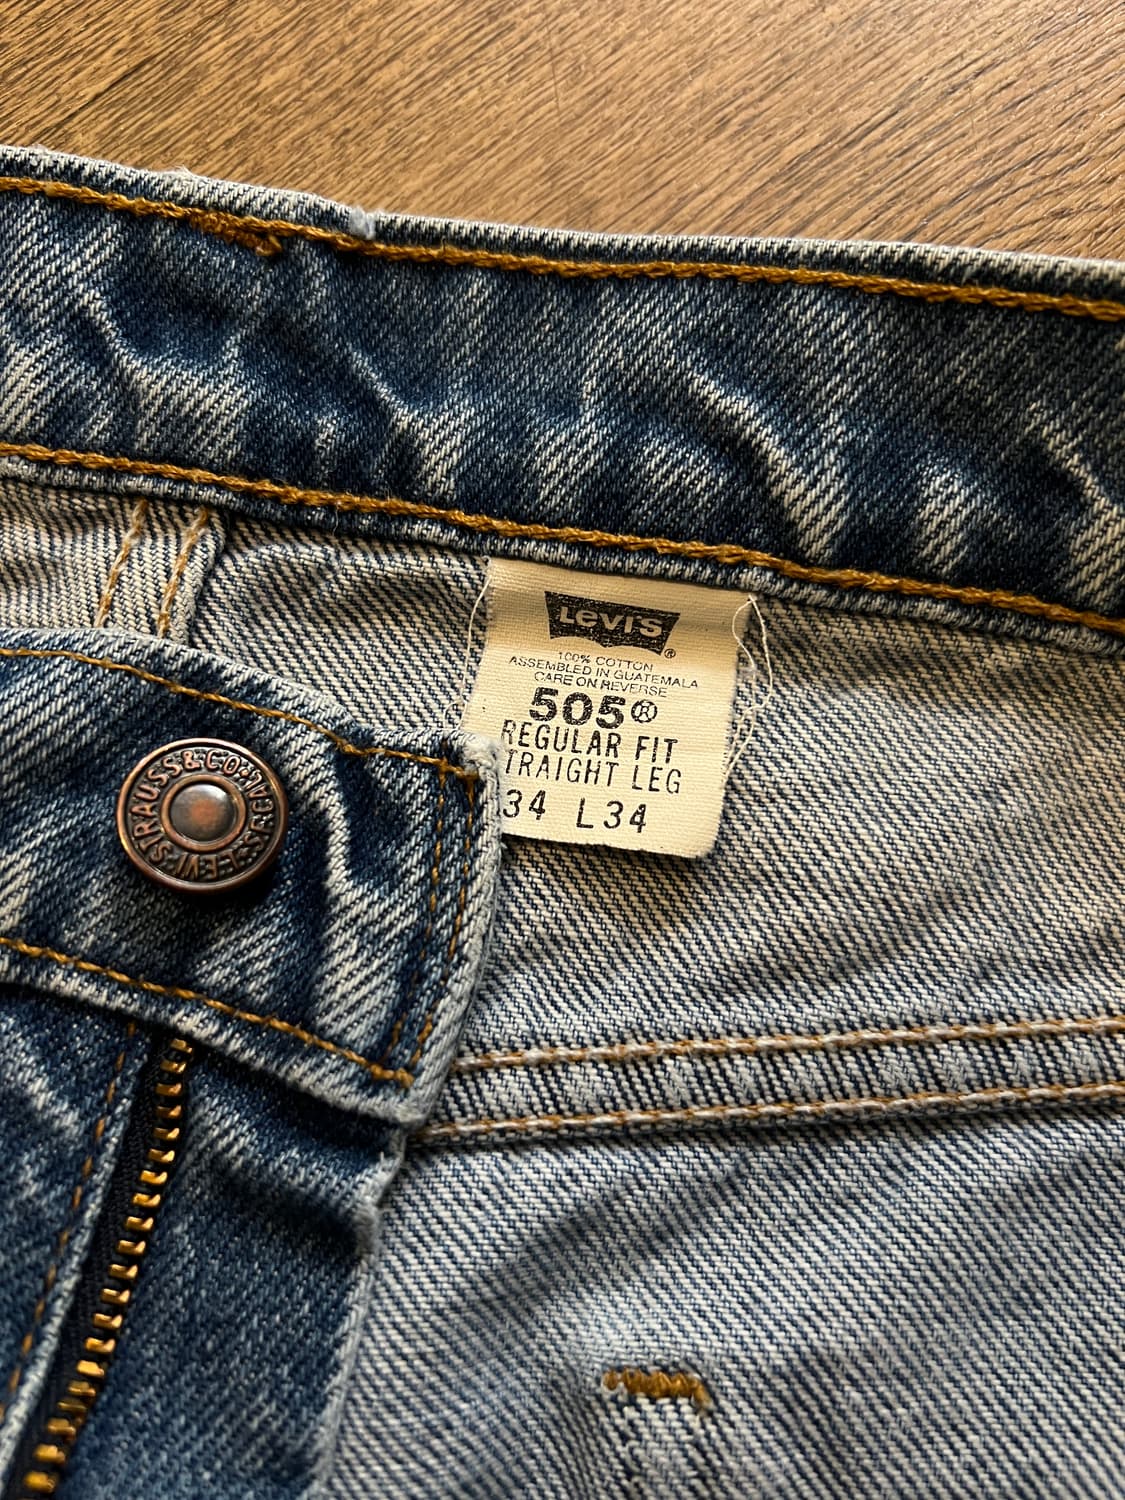 Levi's®
100% COTTON
ASSEMBLED IN GUATEMALA
CARE ON REVERSE
505®
REGULAR FIT
TRAIGHT LEG
34 L34
LEVI STRAUSS & CO.